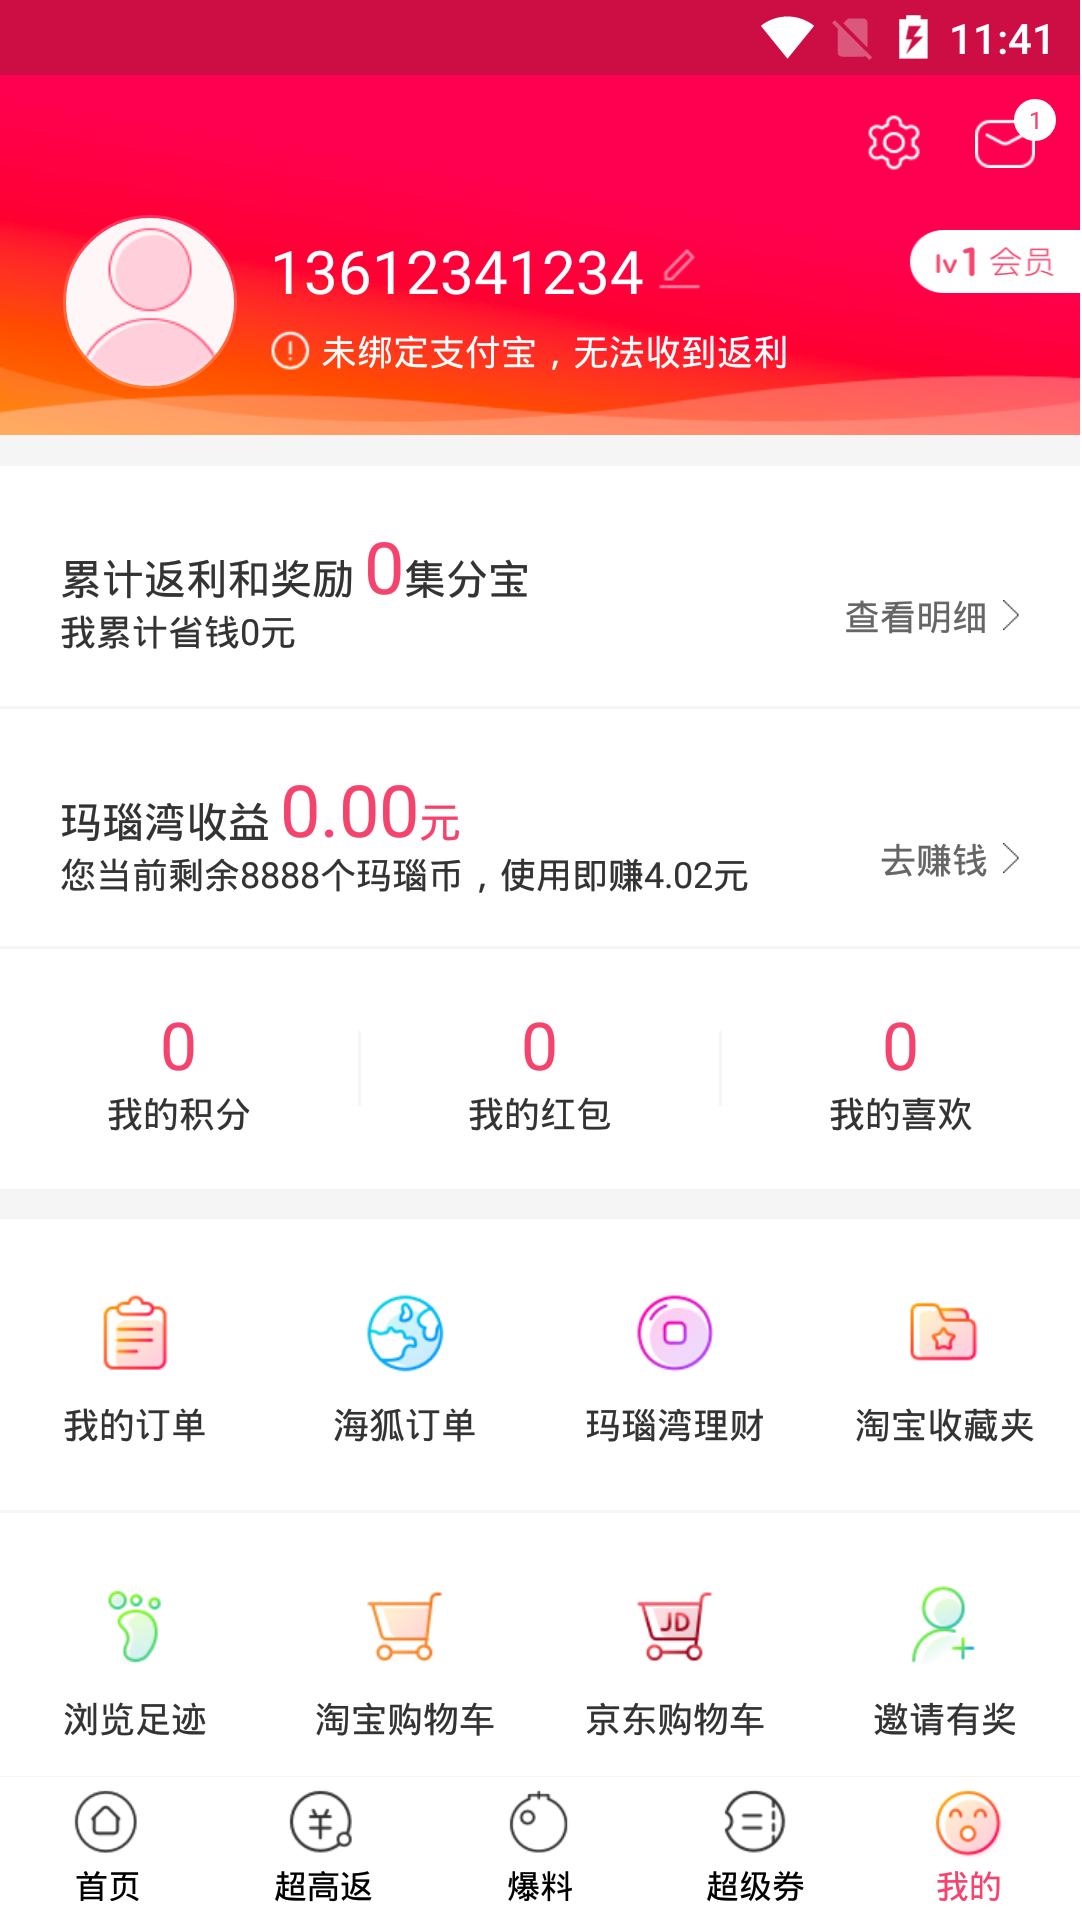 11:41
1
13612341234
lv1 会员
未绑定支付宝，无法收到返利
累计返利和奖励 0集分宝
我累计省钱0元
查看明细
玛瑙湾收益 0.00元
您当前剩余8888个玛瑙币，使用即赚4.02元
去赚钱
0 0 0
我的积分 我的红包 我的喜欢
我的订单 海狐订单 玛瑙湾理财 淘宝收藏夹
JD
浏览足迹 淘宝购物车 京东购物车 邀请有奖
首页 超高返 爆料 超级券 我的